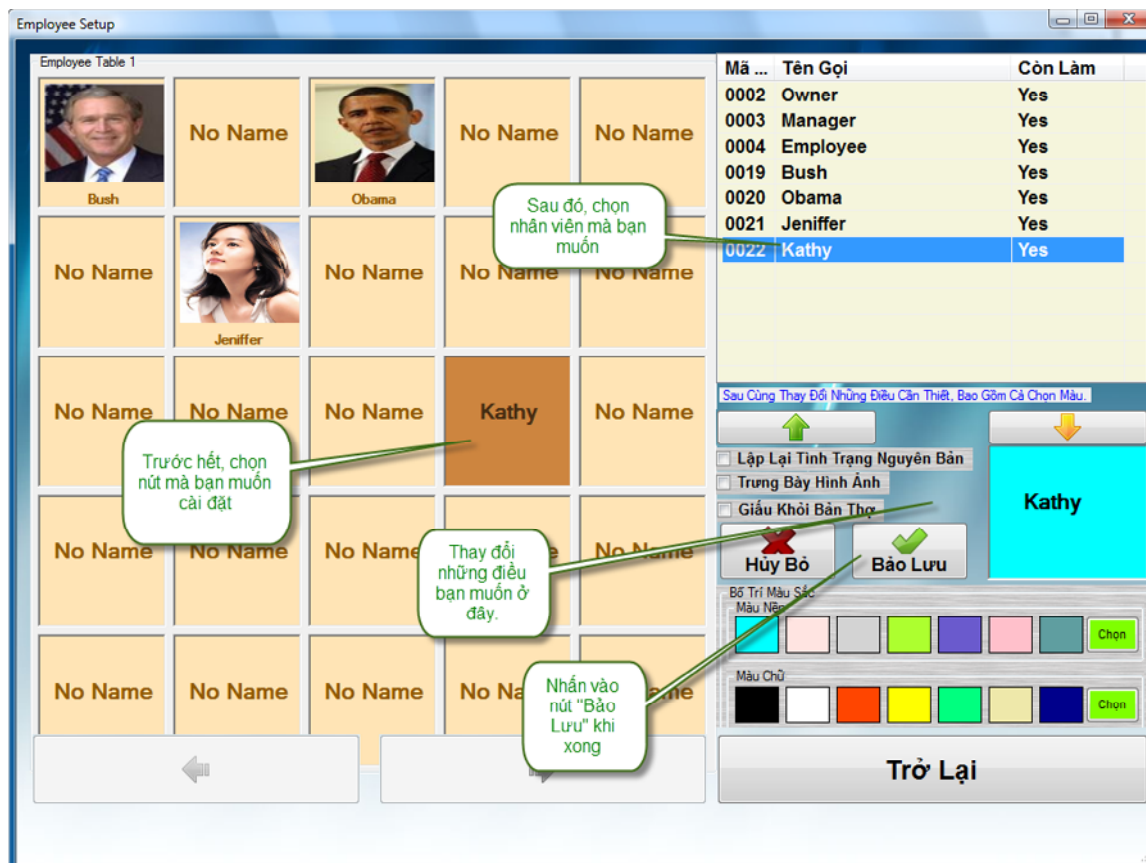 Employee Setup
Employee Table 1
Bush
No Name
Obama
No Name
No Name
No Name
Jeniffer
No Name
No Name
No Name
No Name
No Name
No Name
Kathy
No Name
No Name
No Name
No Name
No Name
No Name
No Name
No Name
Sau đó, chọn
nhân viên mà bạn
muốn
Trước hết, chọn
nút mà bạn muốn
cài đặt
Thay đổi
những điều
bạn muốn ở
đây.
Nhấn vào
nút "Bảo
Lưu" khi
xong
Mã ... Tên Gọi Còn Làm
0002 Owner Yes
0003 Manager Yes
0004 Employee Yes
0019 Bush Yes
0020 Obama Yes
0021 Jeniffer Yes
0022 Kathy Yes
Sau Cùng Thay Đổi Những Điều Cần Thiết, Bao Gồm Cả Chọn Màu.
Lập Lại Tình Trạng Nguyên Bản
Trưng Bày Hình Ảnh
Giấu Khỏi Bản Thợ
Kathy
Hủy Bỏ
Bảo Lưu
Bố Trí Màu Sắc
Màu Nền
Chọn
Màu Chữ
Chọn
Trở Lại